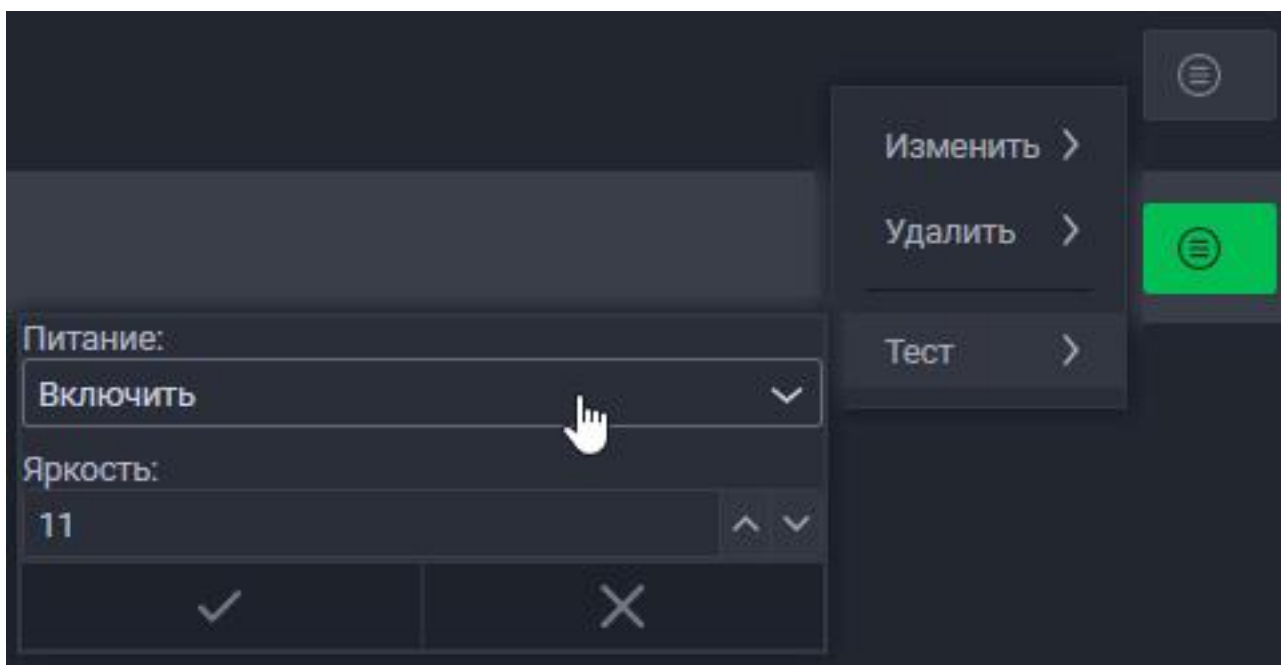 Изменить
Удалить
Тест
Питание:
Включить
Яркость:
11